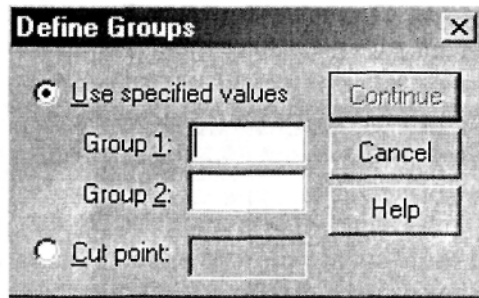 Define Groups
Use specified values
Continue
Group 1:
Cancel
Group 2:
Help
Cut point: